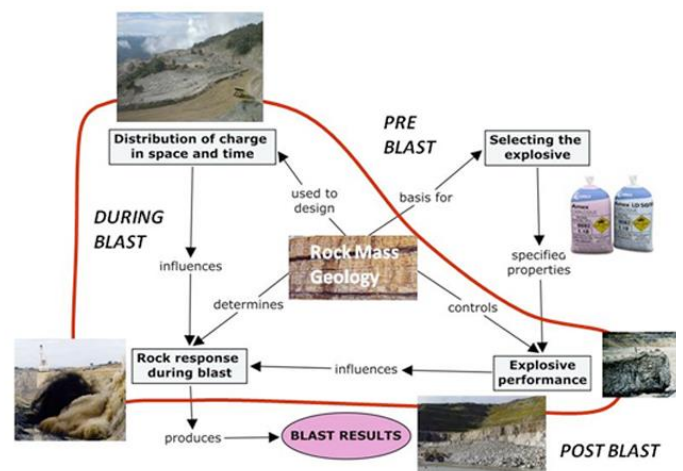 PRE
BLAST
Distribution of charge
in space and time
Selecting the
explosive
used to
design
basis for
DURING
BLAST
Rock Mass
Geology
specified
properties
influences
determines
controls
Rock response
during blast
influences
Explosive
performance
produces
BLAST RESULTS
POST BLAST